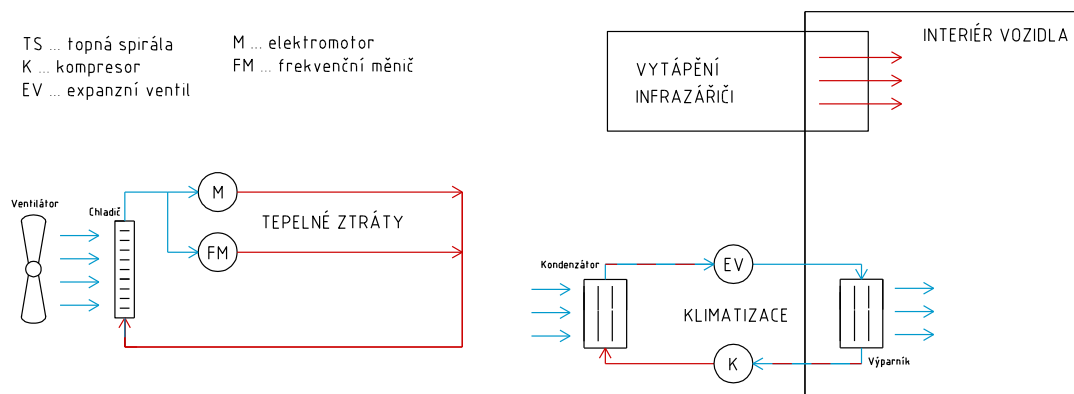 TS ... topná spirála
K ... kompresor
EV ... expanzní ventil
M ... elektromotor
FM ... frekvenční měnič
INTERIÉR VOZIDLA
VYTÁPĚNÍ
INFRAZÁŘIČI
Ventilátor
Chladič
M
TEPELNÉ ZTRÁTY
FM
Kondenzátor
EV
KLIMATIZACE
K
Výparník